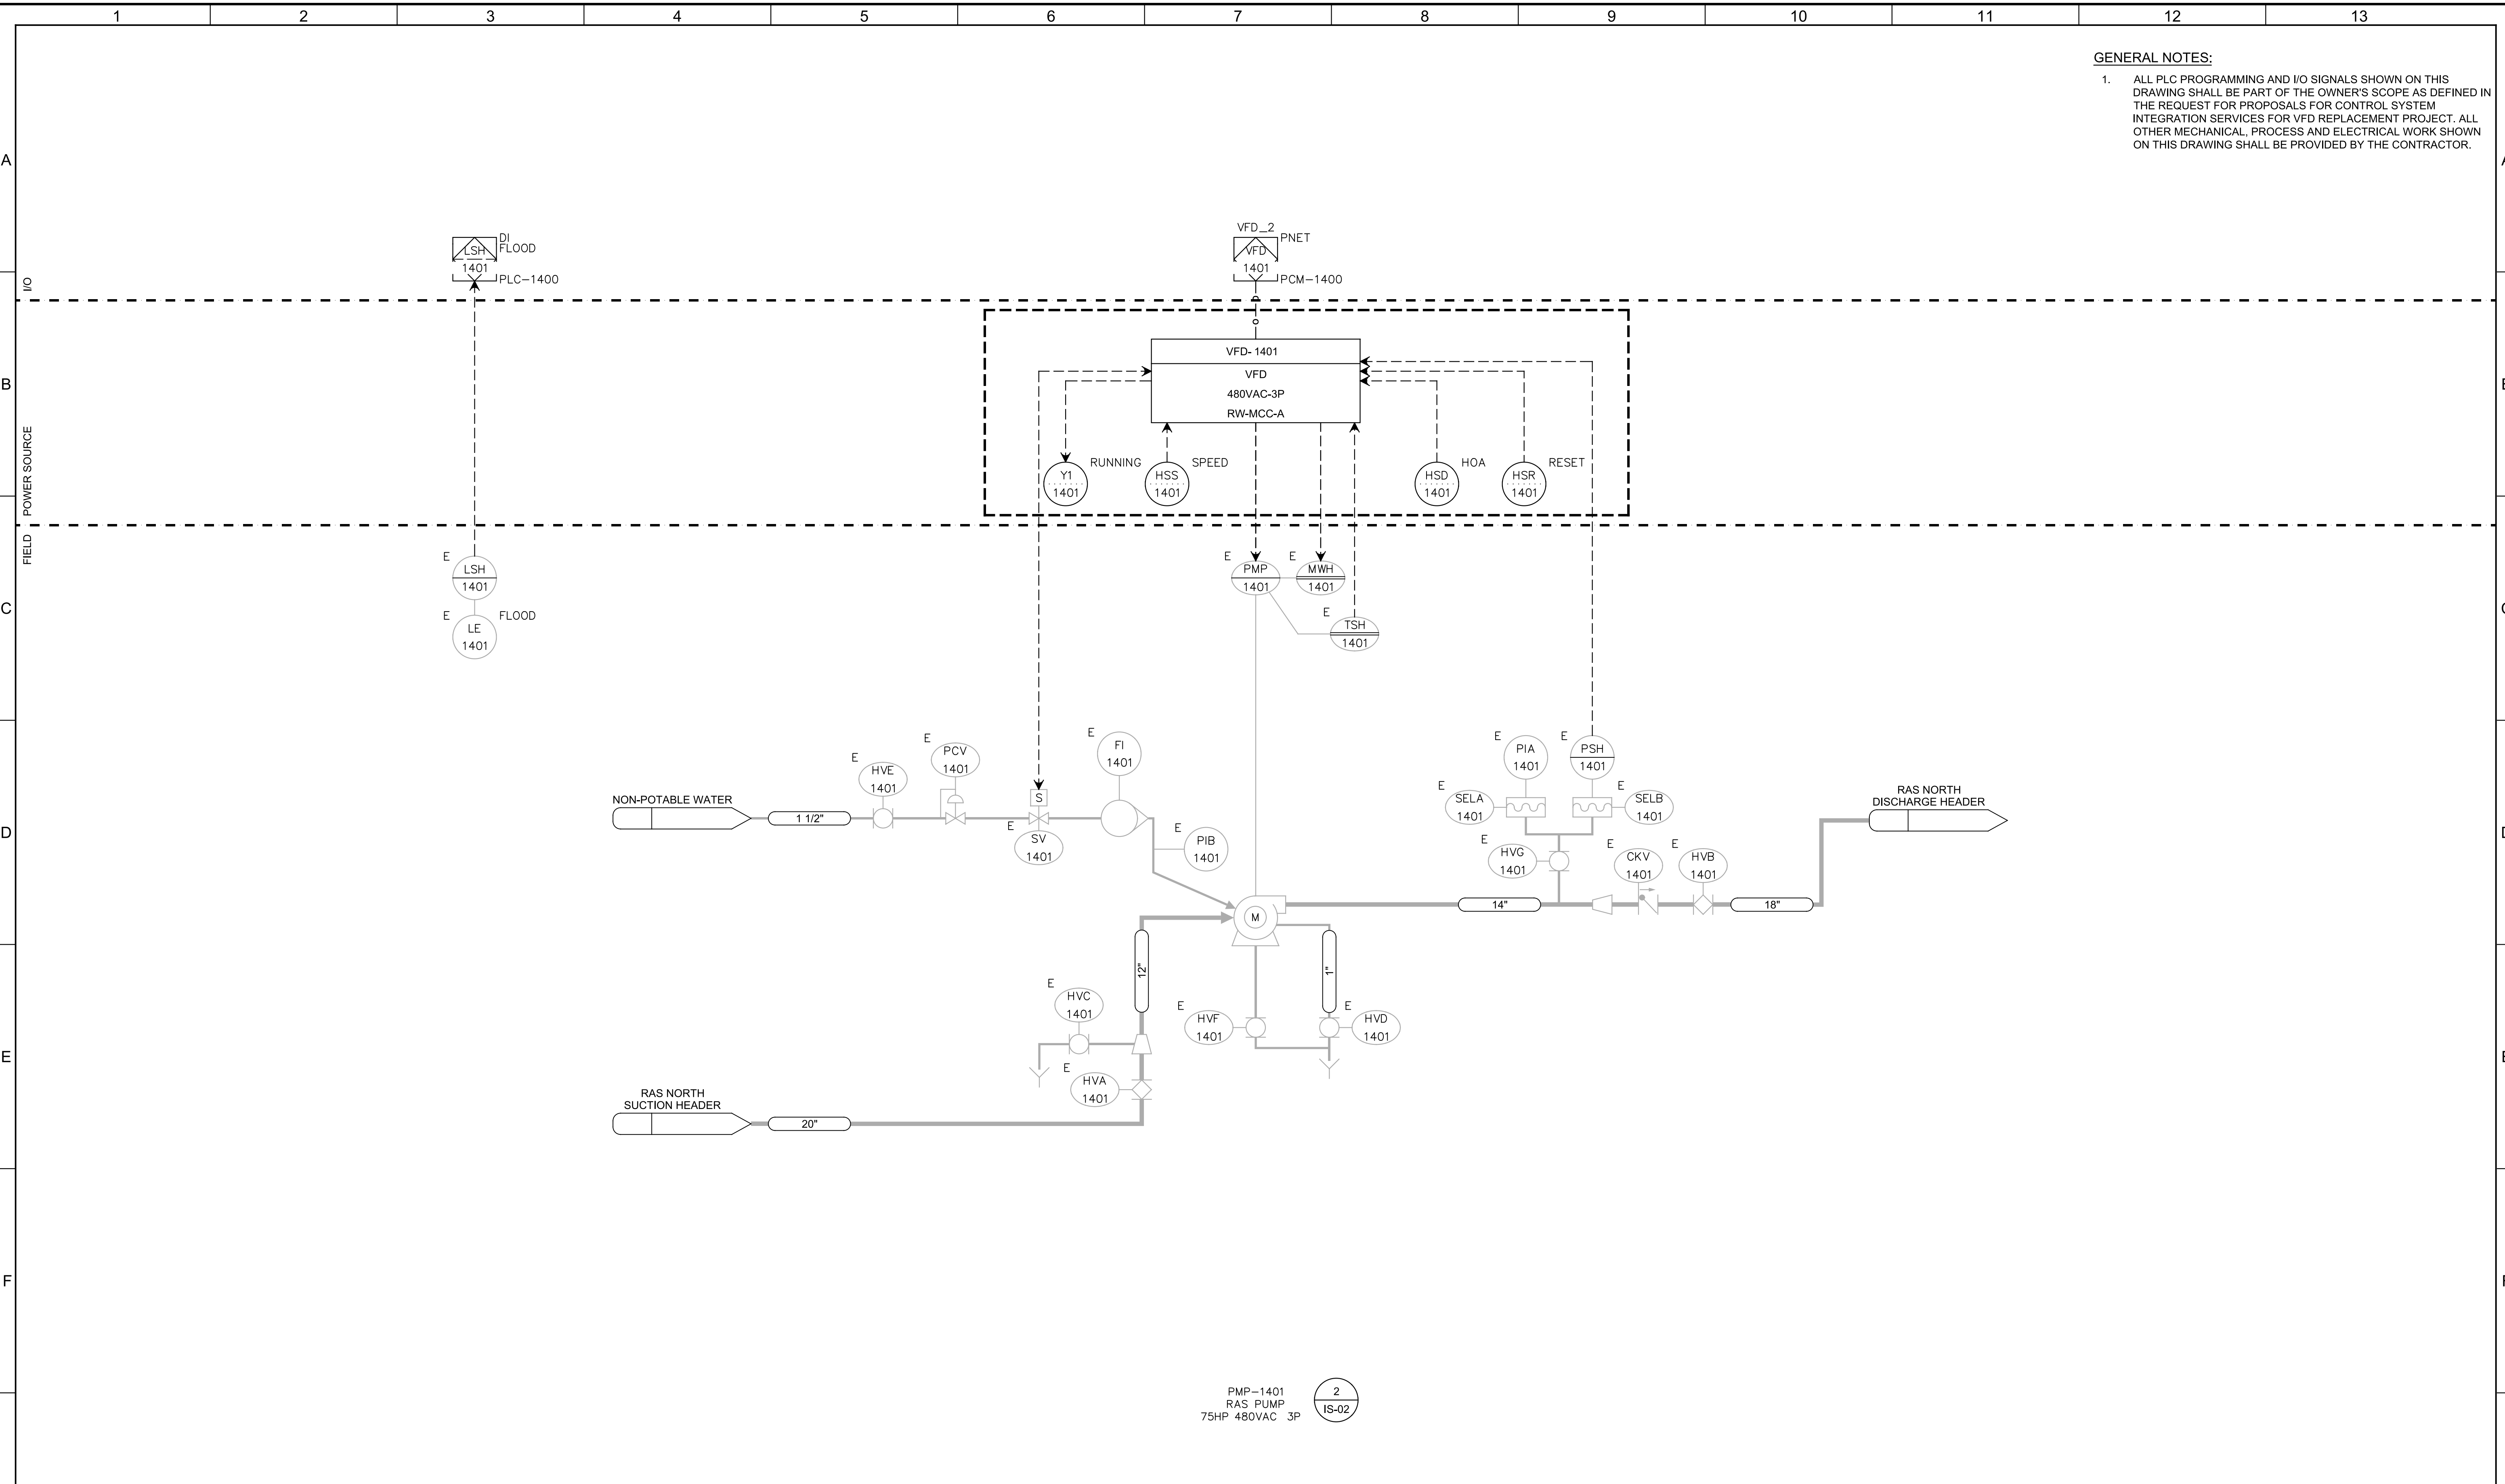 1 2 3 4 5 6 7 8 9 10 11 12 13
GENERAL NOTES:
1. ALL PLC PROGRAMMING AND I/O SIGNALS SHOWN ON THIS
DRAWING SHALL BE PART OF THE OWNER'S SCOPE AS DEFINED IN
THE REQUEST FOR PROPOSALS FOR CONTROL SYSTEM
INTEGRATION SERVICES FOR VFD REPLACEMENT PROJECT. ALL
OTHER MECHANICAL, PROCESS AND ELECTRICAL WORK SHOWN
ON THIS DRAWING SHALL BE PROVIDED BY THE CONTRACTOR.
A
B
C
D
E
F
I/O
POWER SOURCE
FIELD
DI
FLOOD
LSH
1401
PLC-1400
VFD_2
PNET
VFD
1401
PCM-1400
VFD- 1401
VFD
480VAC-3P
RW-MCC-A
Y1
1401
RUNNING
HSS
1401
SPEED
HSD
1401
HOA
HSR
1401
RESET
E
LSH
1401
E
LE
1401
FLOOD
E
PMP
1401
E
MWH
1401
E
TSH
1401
NON-POTABLE WATER
1 1/2"
E
HVE
1401
E
PCV
1401
S
E
SV
1401
E
FI
1401
E
PIB
1401
E
PIA
1401
E
PSH
1401
E
SELA
1401
E
SELB
1401
E
HVG
1401
E
CKV
1401
E
HVB
1401
RAS NORTH
DISCHARGE HEADER
M
14"
18"
12"
1"
E
HVC
1401
E
HVF
1401
E
HVD
1401
E
HVA
1401
RAS NORTH
SUCTION HEADER
20"
PMP-1401
RAS PUMP
75HP 480VAC 3P
2
IS-02